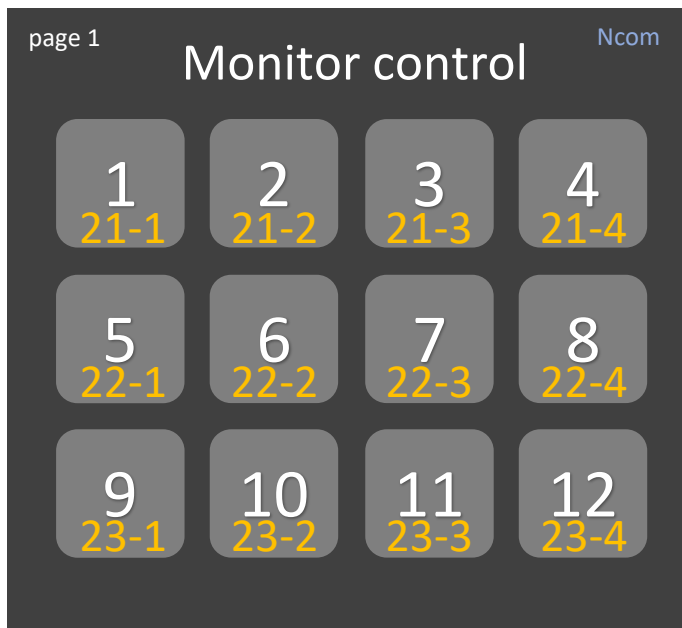 page 1
Ncom
Monitor control
1 2 3 4
21-1 21-2 21-3 21-4
5 6 7 8
22-1 22-2 22-3 22-4
9 10 11 12
23-1 23-2 23-3 23-4